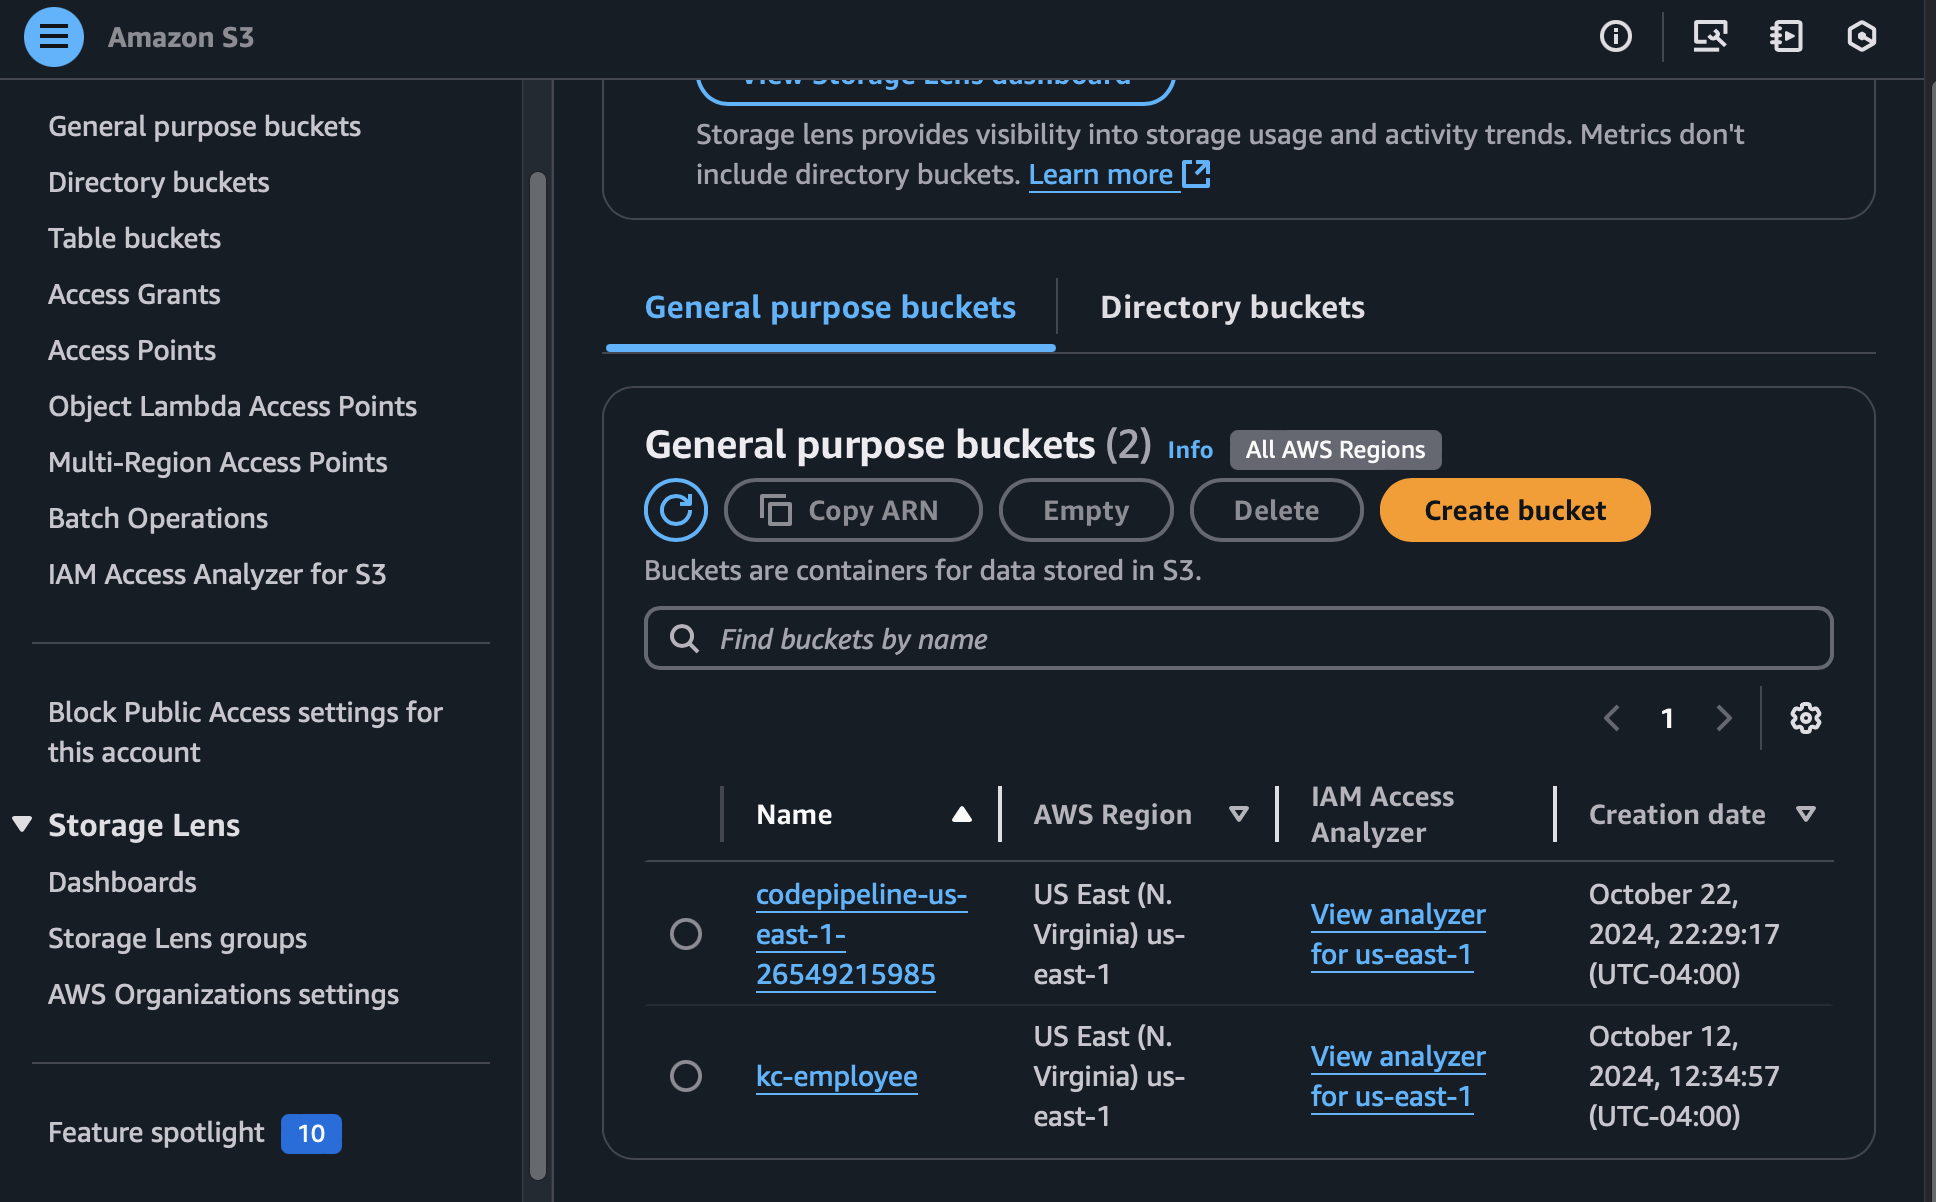 Amazon S3
General purpose buckets
Directory buckets
Table buckets
Access Grants
Access Points
Object Lambda Access Points
Multi-Region Access Points
Batch Operations
IAM Access Analyzer for S3
Block Public Access settings for
this account
Storage Lens
Dashboards
Storage Lens groups
AWS Organizations settings
Feature spotlight 10
View Storage Lens dashboard
Storage lens provides visibility into storage usage and activity trends. Metrics don't
include directory buckets. Learn more
General purpose buckets Directory buckets
General purpose buckets (2) Info All AWS Regions
Copy ARN Empty Delete Create bucket
Buckets are containers for data stored in S3.
Find buckets by name
1
Name AWS Region IAM Access
Analyzer Creation date
codepipeline-us-
east-1-
26549215985
US East (N.
Virginia) us-
east-1
View analyzer
for us-east-1
October 22,
2024, 22:29:17
(UTC-04:00)
kc-employee
US East (N.
Virginia) us-
east-1
View analyzer
for us-east-1
October 12,
2024, 12:34:57
(UTC-04:00)